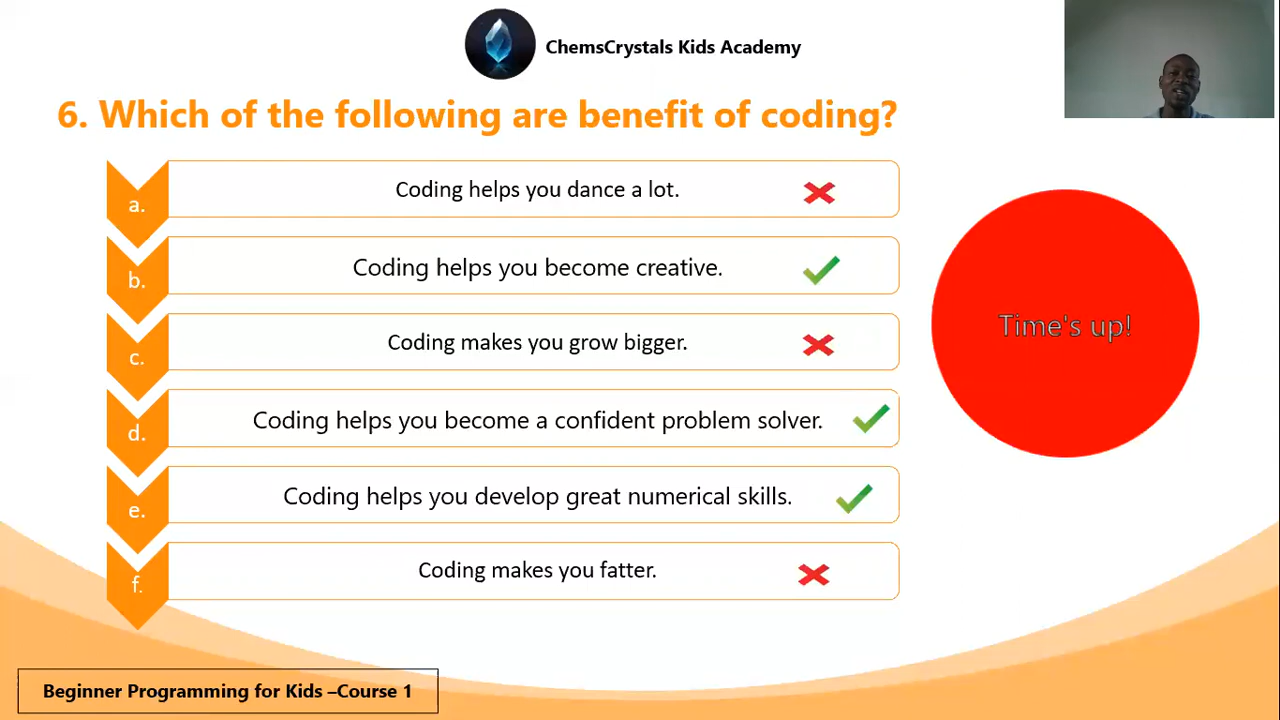 ChemsCrystals Kids Academy
6. Which of the following are benefit of coding?
a. Coding helps you dance a lot.
b. Coding helps you become creative.
c. Coding makes you grow bigger.
d. Coding helps you become a confident problem solver.
e. Coding helps you develop great numerical skills.
f. Coding makes you fatter.
Time's up!
Beginner Programming for Kids –Course 1